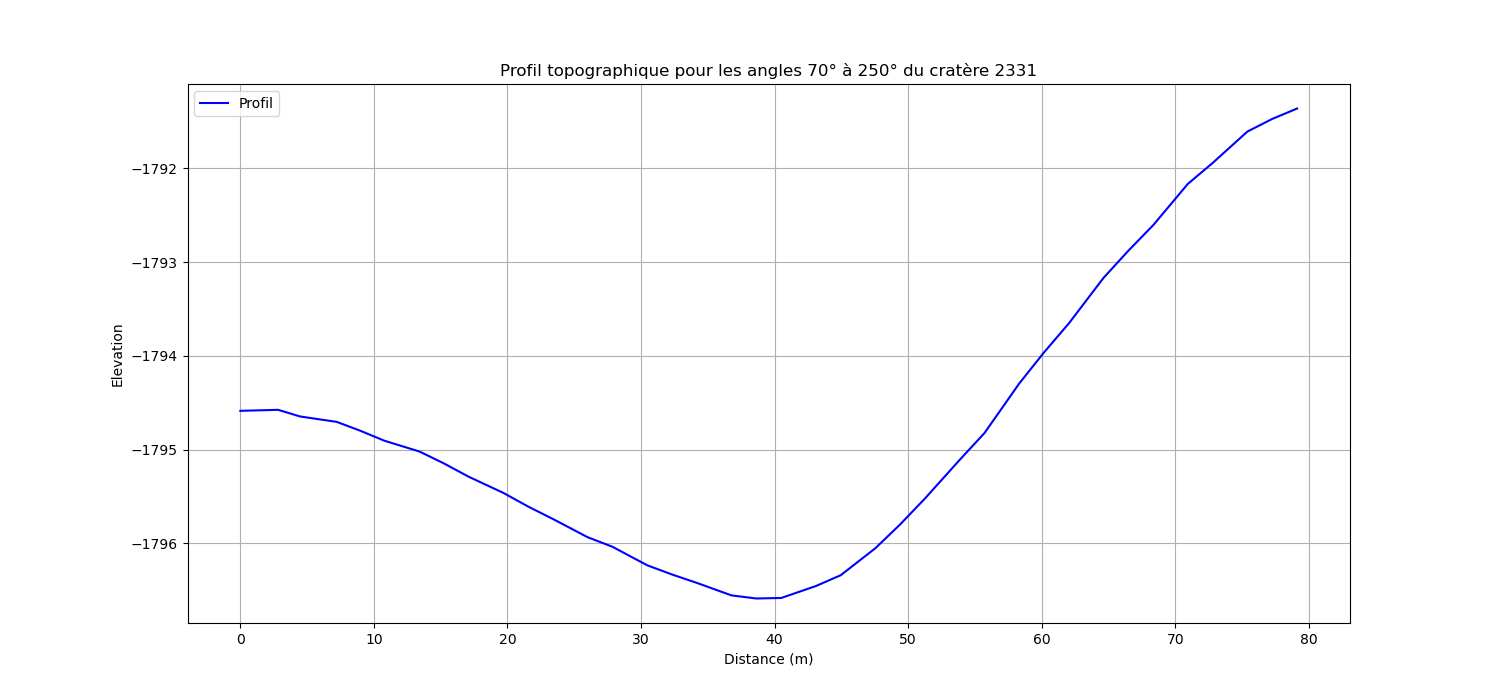 Profil topographique pour les angles 70° à 250° du cratère 2331
Profil
−1792
−1793
−1794
−1795
−1796
Elevation
0 10 20 30 40 50 60 70 80
Distance (m)